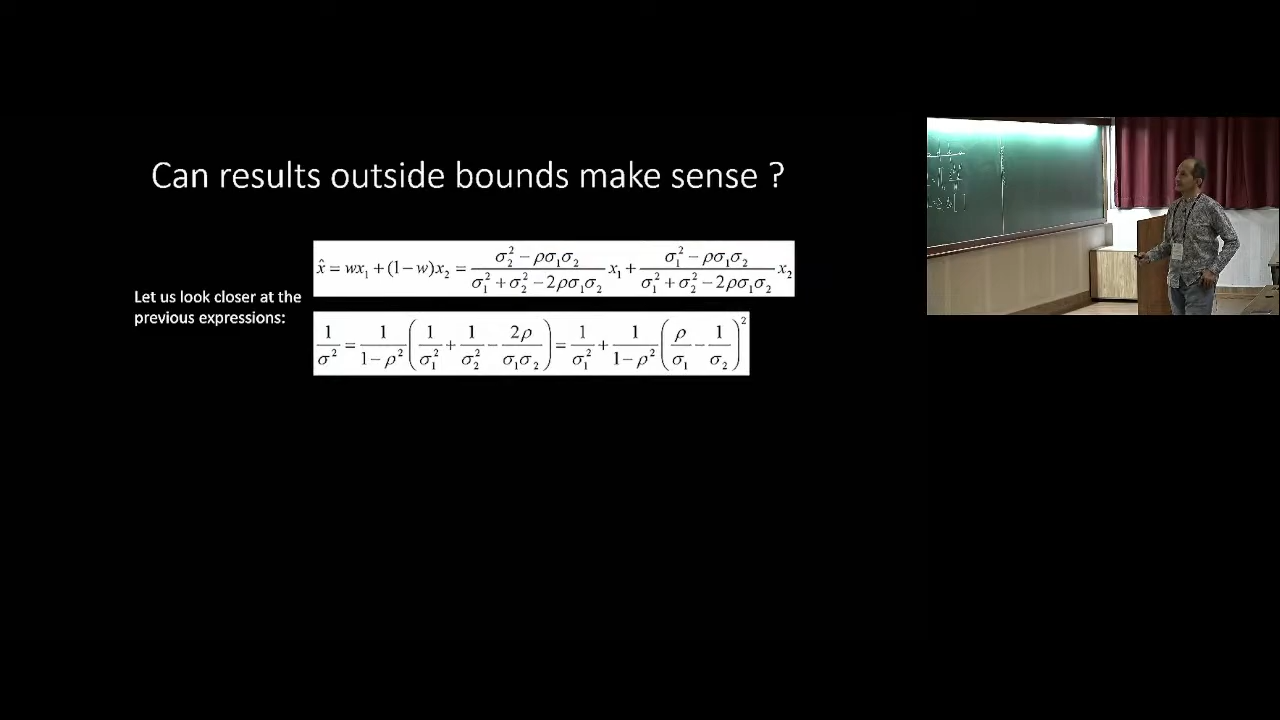 Can results outside bounds make sense ?
x̂ = wx₁ + (1 − w)x₂ = (σ₂² − ρσ₁σ₂)/(σ₁² + σ₂² − 2ρσ₁σ₂) x₁ + (σ₁² − ρσ₁σ₂)/(σ₁² + σ₂² − 2ρσ₁σ₂) x₂
Let us look closer at the
previous expressions:
1/σ² = 1/(1 − ρ²) (1/σ₁² + 1/σ₂² − 2ρ/(σ₁σ₂)) = 1/σ₁² + 1/(1 − ρ²) (ρ/σ₁ − 1/σ₂)²